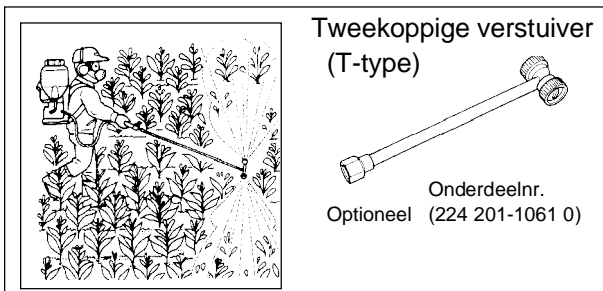 Tweekoppige verstuiver
(T-type)
Onderdeelnr.
Optioneel (224 201-1061 0)